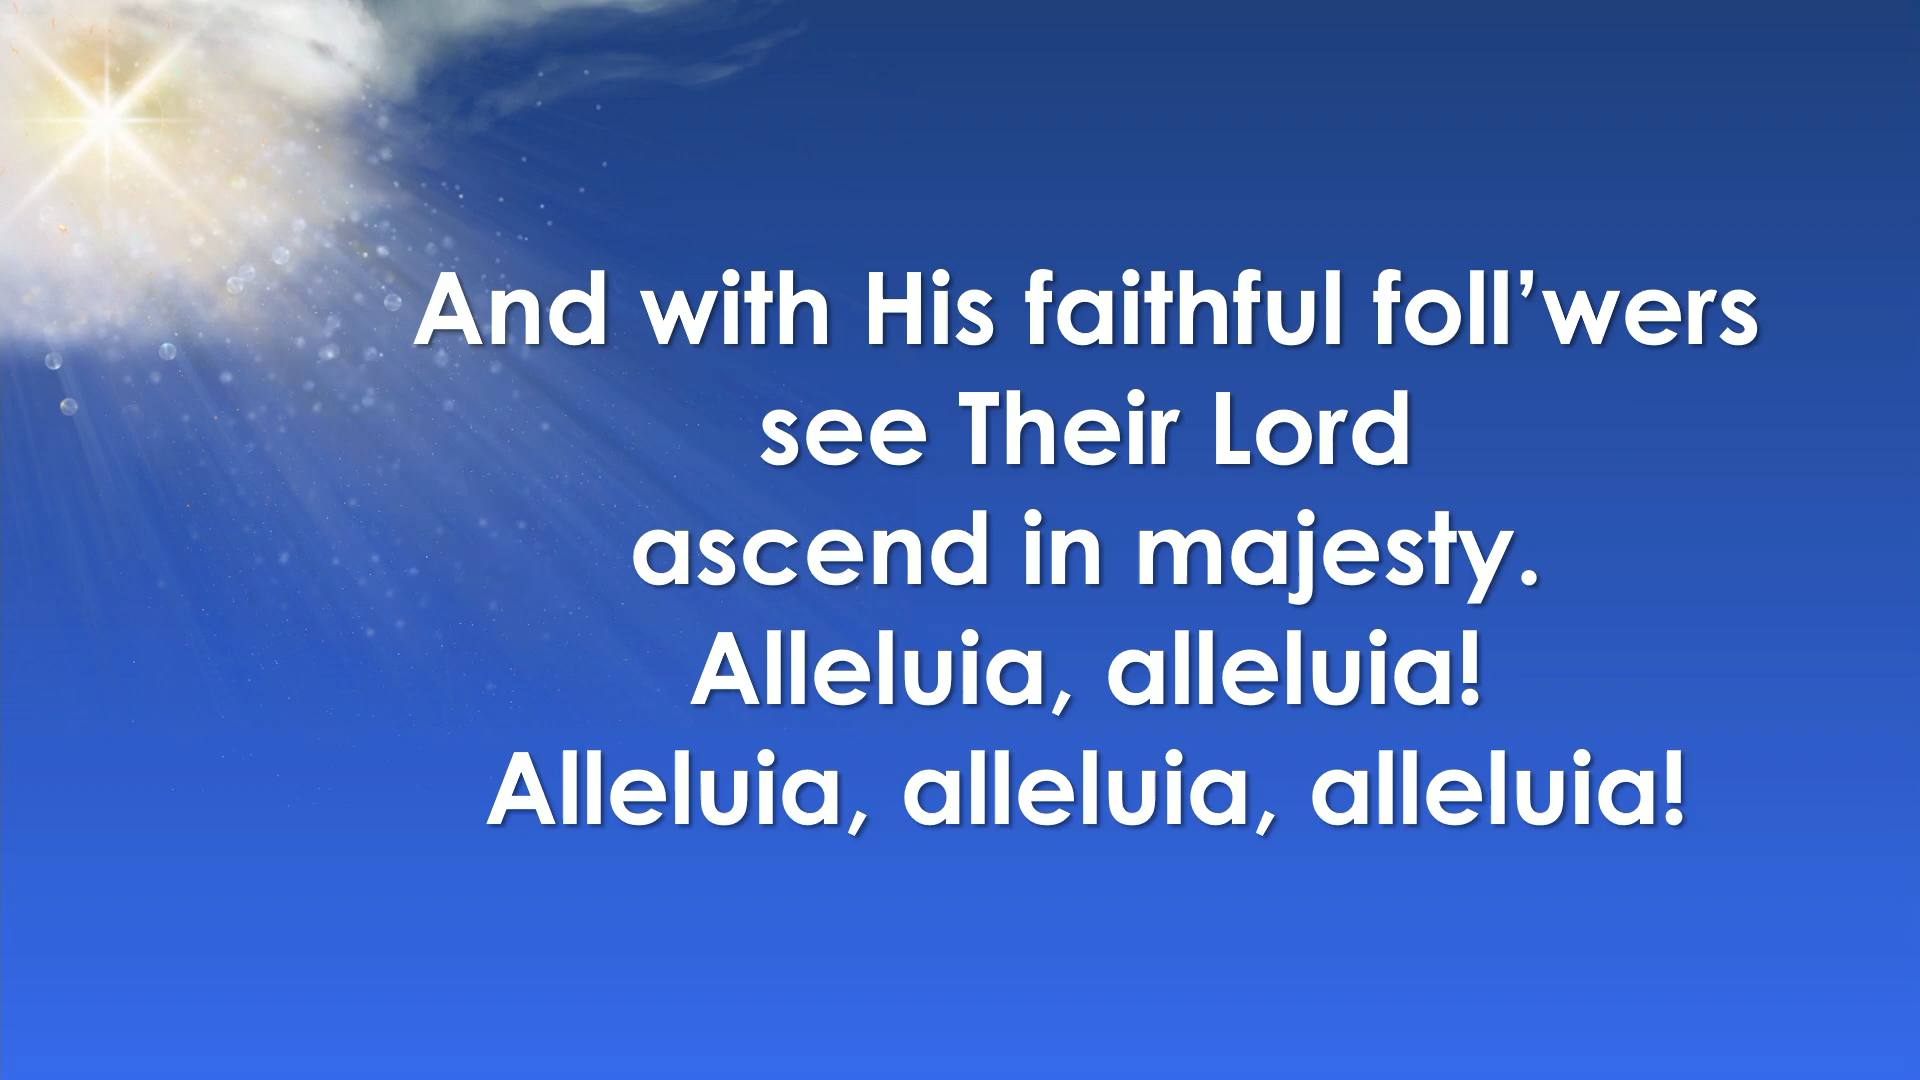 And with His faithful foll’wers
see Their Lord
ascend in majesty.
Alleluia, alleluia!
Alleluia, alleluia, alleluia!